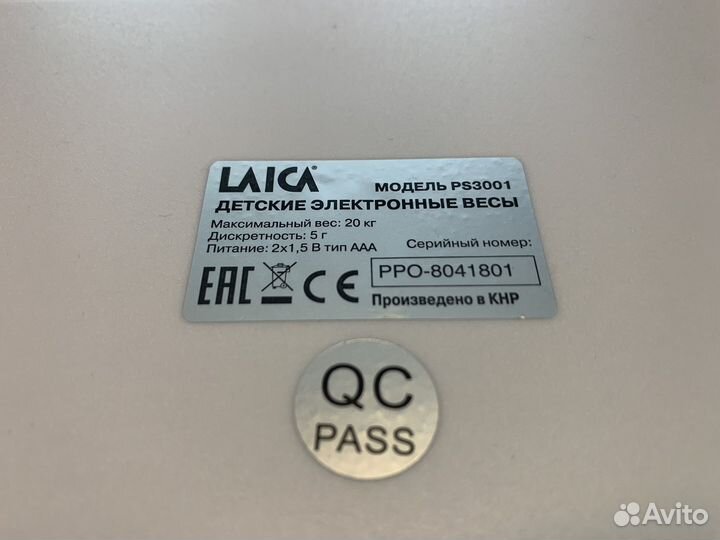 LAICA®
МОДЕЛЬ PS3001
ДЕТСКИЕ ЭЛЕКТРОННЫЕ ВЕСЫ
Максимальный вес: 20 кг
Дискретность: 5 г
Питание: 2x1,5 В тип ААА
Серийный номер:
PPO-8041801
EAC CE
Произведено в КНР
QC
PASS
Avito